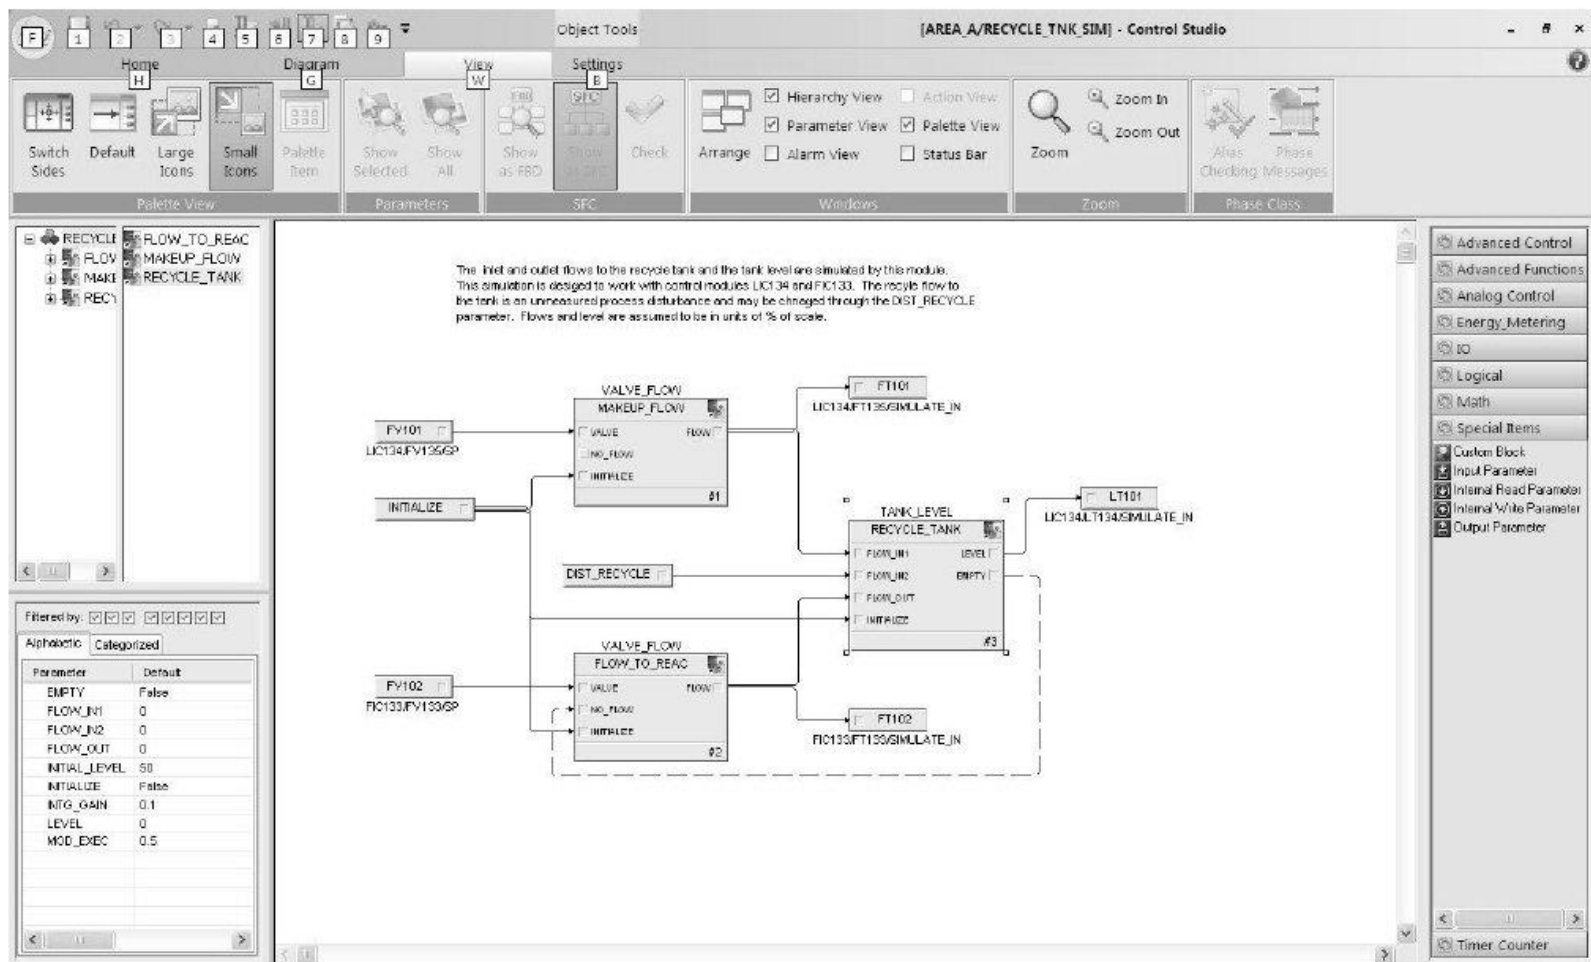 Object Tools
[AREA_A/RECYCLE_TNK_SIM] - Control Studio
F 1 2 3 4 5 6 7 8 9
Home Diagram View Settings
H G W B
Switch Sides
Default
Large Icons
Small Icons
Palette Item
Palette View
Show Selected
Show All
Parameters
Show as FBD
Show as SFC
Check
SFC
Arrange
Hierarchy View
Parameter View
Alarm View
Action View
Palette View
Status Bar
Windows
Zoom
Zoom In
Zoom Out
Zoom
Alias Checking
Phase Messages
Phase Class
RECYCLE
FLOW
MAKE
RECY
FLOW_TO_REAC
MAKEUP_FLOW
RECYCLE_TANK
Filtered by:
Alphabetic Categorized
Parameter Default
EMPTY False
FLOW_IN1 0
FLOW_IN2 0
FLOW_OUT 0
INITIAL_LEVEL 50
INITIALIZE False
INTG_GAIN 0.1
LEVEL 0
MOD_EXEC 0.5
The inlet and outlet flows to the recycle tank and the tank level are simulated by this module.
This simulation is desiged to work with control modules LIC134 and FIC133. The recyle flow to
the tank is an unmeasured process disturbance and may be chnaged through the DIST_RECYCLE
parameter. Flows and level are assumed to be in units of % of scale.
FV101
LIC134/FV135/SP
INITIALIZE
VALVE_FLOW
MAKEUP_FLOW
VALVE FLOW
NO_FLOW
INITIALIZE
#1
FT101
LIC134/FT135/SIMULATE_IN
DIST_RECYCLE
TANK_LEVEL
RECYCLE_TANK
FLOW_IN1 LEVEL
FLOW_IN2 EMPTY
FLOW_OUT
INITIALIZE
#3
LT101
LIC134/LT134/SIMULATE_IN
FV102
FIC133/FV133/SP
VALVE_FLOW
FLOW_TO_REAC
VALVE FLOW
NO_FLOW
INITIALIZE
#2
FT102
FIC133/FT133/SIMULATE_IN
Advanced Control
Advanced Functions
Analog Control
Energy_Metering
IO
Logical
Math
Special Items
Custom Block
Input Parameter
Internal Read Parameter
Internal Write Parameter
Output Parameter
Timer Counter